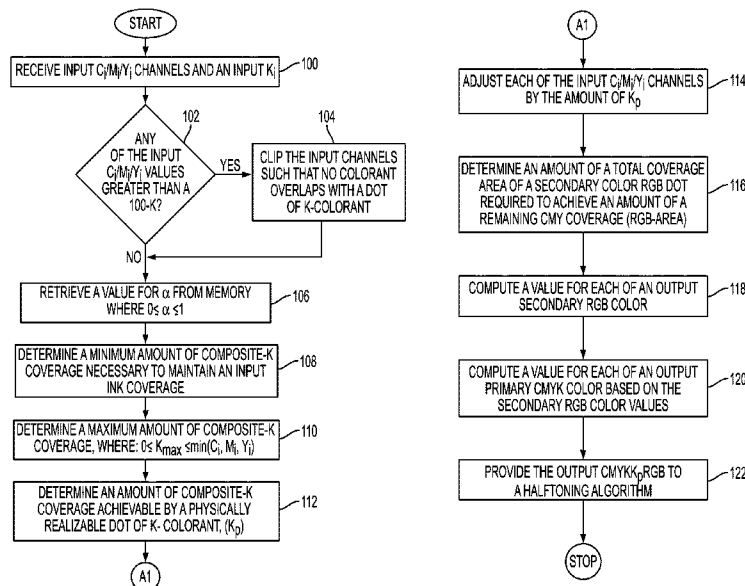 START
RECEIVE INPUT Ci/Mi/Yi CHANNELS AND AN INPUT Ki
100
102
ANY
OF THE INPUT
Ci/Mi/Yi VALUES
GREATER THAN A
100-K?
YES
104
CLIP THE INPUT CHANNELS
SUCH THAT NO COLORANT
OVERLAPS WITH A DOT
OF K-COLORANT
NO
RETRIEVE A VALUE FOR α FROM MEMORY
WHERE 0≤ α ≤1
106
DETERMINE A MINIMUM AMOUNT OF COMPOSITE-K
COVERAGE NECESSARY TO MAINTAIN AN INPUT
INK COVERAGE
108
DETERMINE A MAXIMUM AMOUNT OF COMPOSITE-K
COVERAGE, WHERE: 0≤ Kmax ≤min(Ci, Mi, Yi)
110
DETERMINE AN AMOUNT OF COMPOSITE-K
COVERAGE ACHIEVABLE BY A PHYSICALLY
REALIZABLE DOT OF K- COLORANT, (Kp)
112
A1
A1
ADJUST EACH OF THE INPUT Ci/Mi/Yi CHANNELS
BY THE AMOUNT OF Kp
114
DETERMINE AN AMOUNT OF A TOTAL COVERAGE
AREA OF A SECONDARY COLOR RGB DOT
REQUIRED TO ACHIEVE AN AMOUNT OF A
REMAINING CMY COVERAGE (RGB-AREA)
116
COMPUTE A VALUE FOR EACH OF AN OUTPUT
SECONDARY RGB COLOR
118
COMPUTE A VALUE FOR EACH OF AN OUTPUT
PRIMARY CMYK COLOR BASED ON THE
SECONDARY RGB COLOR VALUES
120
PROVIDE THE OUTPUT CMYKKpRGB TO
A HALFTONING ALGORITHM
122
STOP